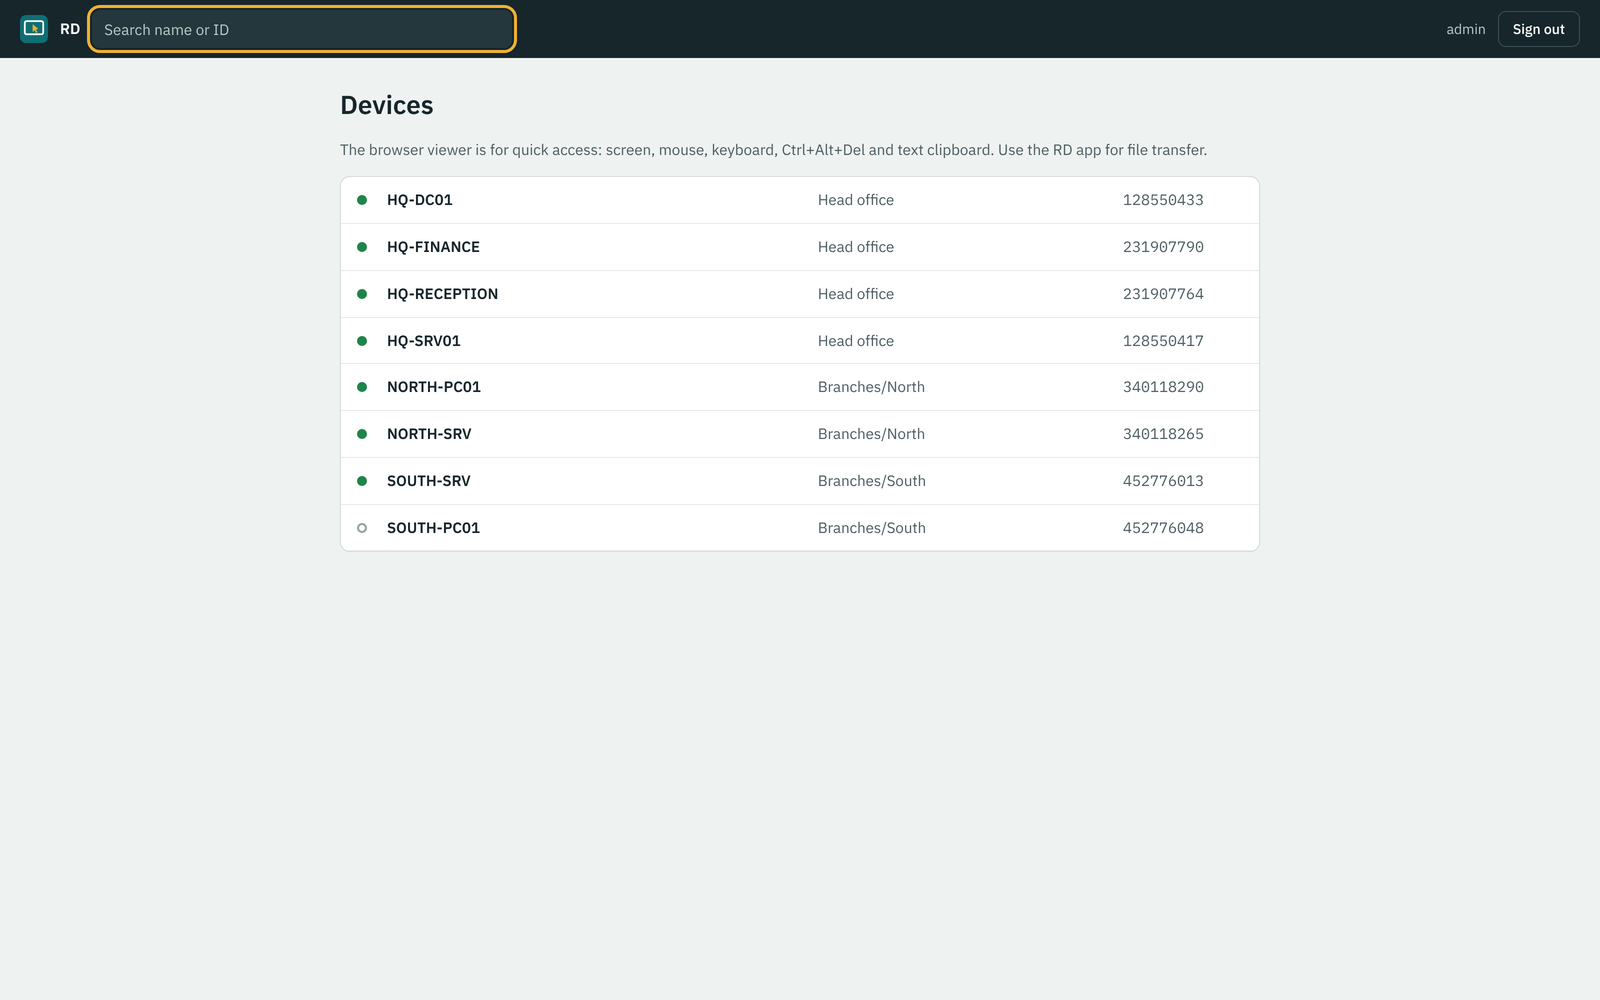 RD Search name or ID admin Sign out
Devices
The browser viewer is for quick access: screen, mouse, keyboard, Ctrl+Alt+Del and text clipboard. Use the RD app for file transfer.
HQ-DC01 Head office 128550433
HQ-FINANCE Head office 231907790
HQ-RECEPTION Head office 231907764
HQ-SRV01 Head office 128550417
NORTH-PC01 Branches/North 340118290
NORTH-SRV Branches/North 340118265
SOUTH-SRV Branches/South 452776013
SOUTH-PC01 Branches/South 452776048